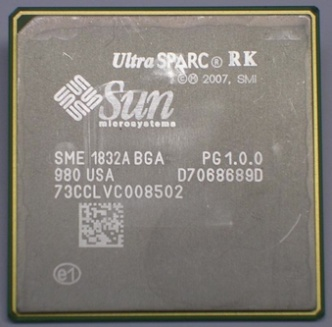 UltraSPARC RK
©® 2007, SMI
Sun
microsystems
SME 1832A BGA PG 1.0.0
980 USA D7068689D
73CCLVC008502
e1